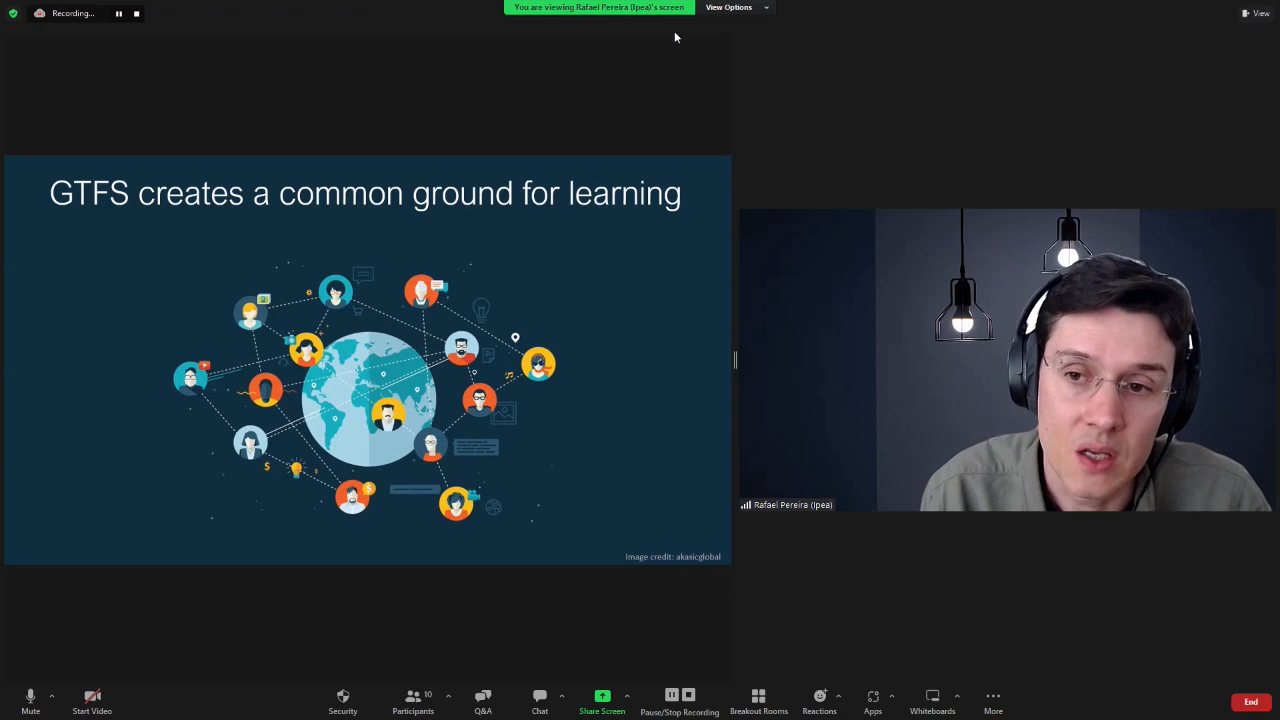 Recording...
You are viewing Rafael Pereira (Ipea)'s screen
View Options
View
GTFS creates a common ground for learning
Image credit: akasicglobal
Rafael Pereira (Ipea)
Mute
Start Video
Security
Participants
10
Q&A
Chat
Share Screen
Pause/Stop Recording
Breakout Rooms
Reactions
Apps
Whiteboards
More
End